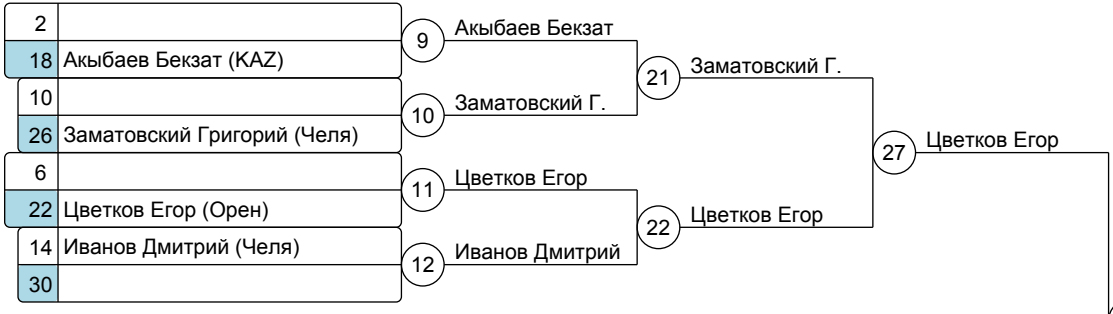 2
18 Акыбаев Бекзат (KAZ)
9 Акыбаев Бекзат
21 Заматовский Г.
10
26 Заматовский Григорий (Челя)
10 Заматовский Г.
27 Цветков Егор
6
22 Цветков Егор (Орен)
11 Цветков Егор
22 Цветков Егор
14 Иванов Дмитрий (Челя)
30
12 Иванов Дмитрий